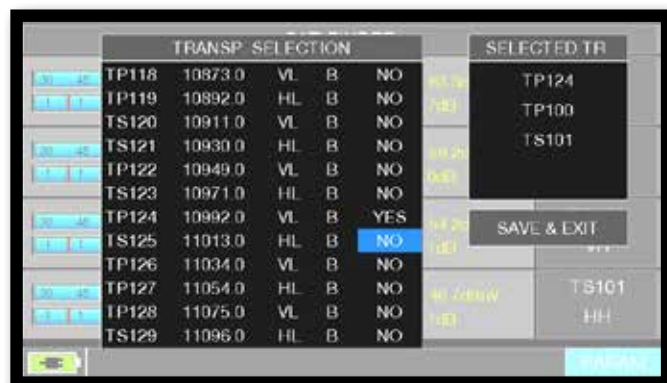 TRANSP SELECTION
TP118 10873.0 VL B NO
TP119 10892.0 HL B NO
TS120 10911.0 VL B NO
TS121 10930.0 HL B NO
TP122 10949.0 VL B NO
TS123 10971.0 HL B NO
TP124 10992.0 VL B YES
TS125 11013.0 HL B NO
TP126 11034.0 VL B NO
TP127 11054.0 HL B NO
TP128 11075.0 VL B NO
TS129 11096.0 HL B NO
SELECTED TR
TP124
TP100
TS101
SAVE & EXIT
TS101
HH